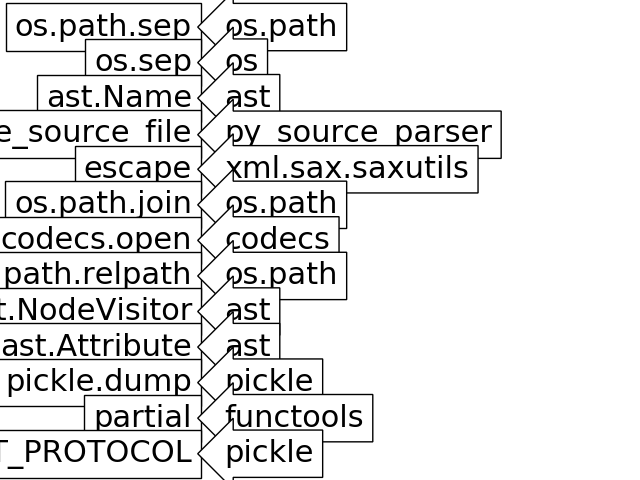 os.path.sep os.path
os.sep os
ast.Name ast
e_source_file py_source_parser
escape xml.sax.saxutils
os.path.join os.path
codecs.open codecs
path.relpath os.path
t.NodeVisitor ast
ast.Attribute ast
pickle.dump pickle
partial functools
T_PROTOCOL pickle